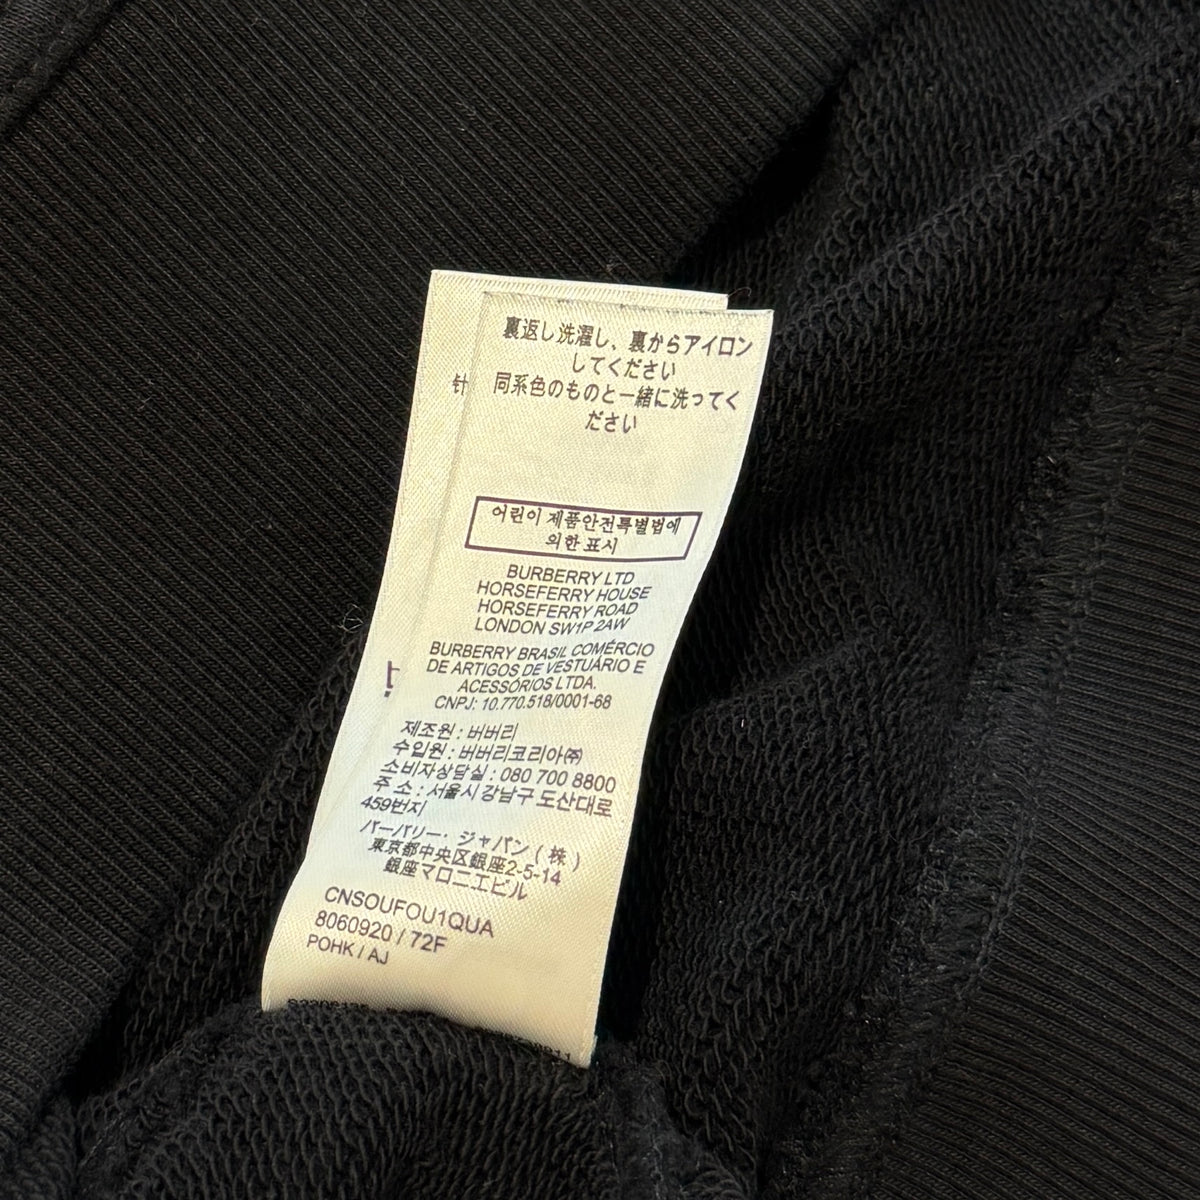 裏返し洗濯し、裏からアイロン
してください
针
同系色のものと一緒に洗ってく
ださい
어린이 제품안전특별법에
의한 표시
BURBERRY LTD
HORSEFERRY HOUSE
HORSEFERRY ROAD
LONDON SW1P 2AW
BURBERRY BRASIL COMÉRCIO
DE ARTIGOS DE VESTUÁRIO E
ACESSÓRIOS LTDA.
CNPJ: 10.770.518/0001-68
제조원 : 버버리
수입원 : 버버리코리아㈜
소비자상담실 : 080 700 8800
주 소 : 서울시 강남구 도산대로
459번지
バーバリー・ジャパン ( 株 )
東京都中央区銀座2-5-14
銀座マロニエビル
CNSOUFOU1QUA
8060920 / 72F
POHK / AJ